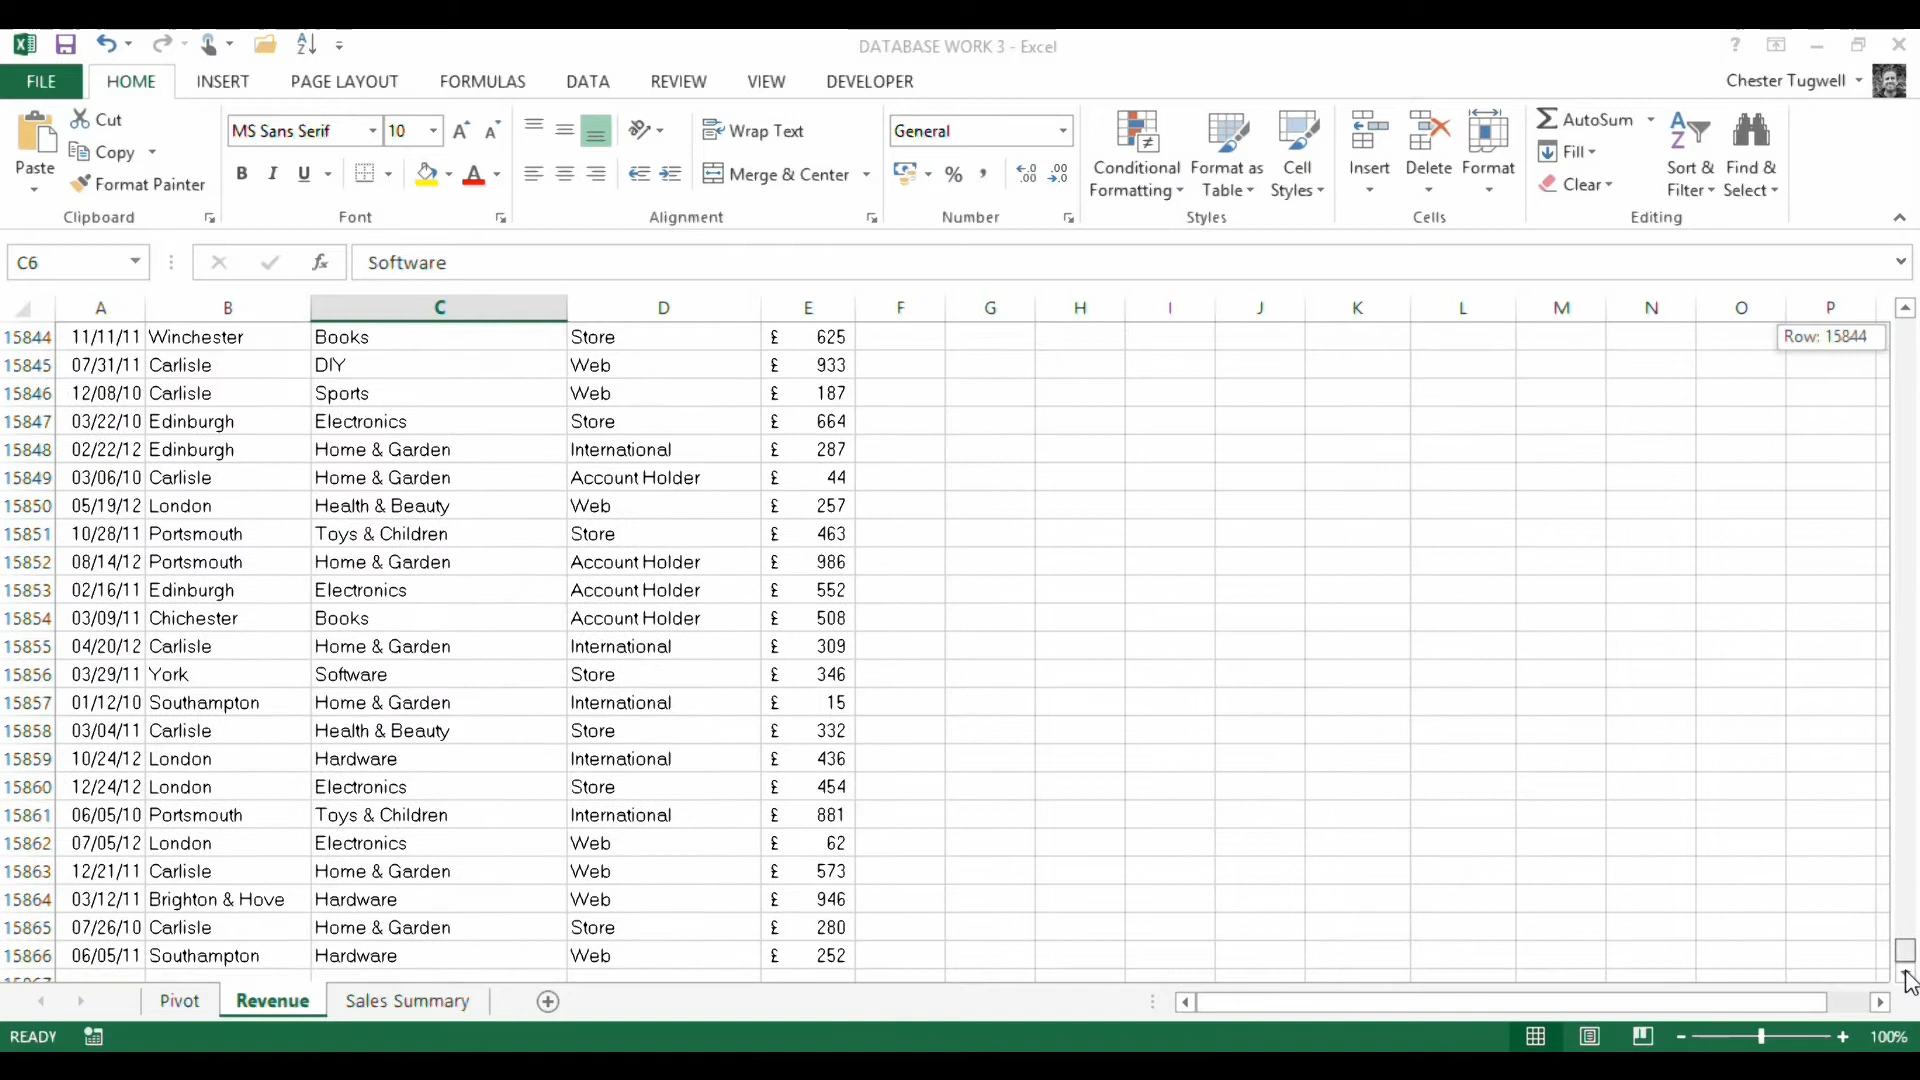 DATABASE WORK 3 - Excel
?
FILE HOME INSERT PAGE LAYOUT FORMULAS DATA REVIEW VIEW DEVELOPER Chester Tugwell
Paste Cut Copy Format Painter Clipboard
MS Sans Serif 10 B I U A Font
Wrap Text Merge & Center Alignment
General % , Number
Conditional Formatting Format as Table Cell Styles Styles
Insert Delete Format Cells
AutoSum Fill Clear Sort & Filter Find & Select Editing
C6 fx Software
A B C D E F G H I J K L M N O P
15844 11/11/11 Winchester Books Store £ 625 Row: 15844
15845 07/31/11 Carlisle DIY Web £ 933
15846 12/08/10 Carlisle Sports Web £ 187
15847 03/22/10 Edinburgh Electronics Store £ 664
15848 02/22/12 Edinburgh Home & Garden International £ 287
15849 03/06/10 Carlisle Home & Garden Account Holder £ 44
15850 05/19/12 London Health & Beauty Web £ 257
15851 10/28/11 Portsmouth Toys & Children Store £ 463
15852 08/14/12 Portsmouth Home & Garden Account Holder £ 986
15853 02/16/11 Edinburgh Electronics Account Holder £ 552
15854 03/09/11 Chichester Books Account Holder £ 508
15855 04/20/12 Carlisle Home & Garden International £ 309
15856 03/29/11 York Software Store £ 346
15857 01/12/10 Southampton Home & Garden International £ 15
15858 03/04/11 Carlisle Health & Beauty Store £ 332
15859 10/24/12 London Hardware International £ 436
15860 12/24/12 London Electronics Store £ 454
15861 06/05/10 Portsmouth Toys & Children International £ 881
15862 07/05/12 London Electronics Web £ 62
15863 12/21/11 Carlisle Home & Garden Web £ 573
15864 03/12/11 Brighton & Hove Hardware Web £ 946
15865 07/26/10 Carlisle Home & Garden Store £ 280
15866 06/05/11 Southampton Hardware Web £ 252
Pivot Revenue Sales Summary
READY 100%